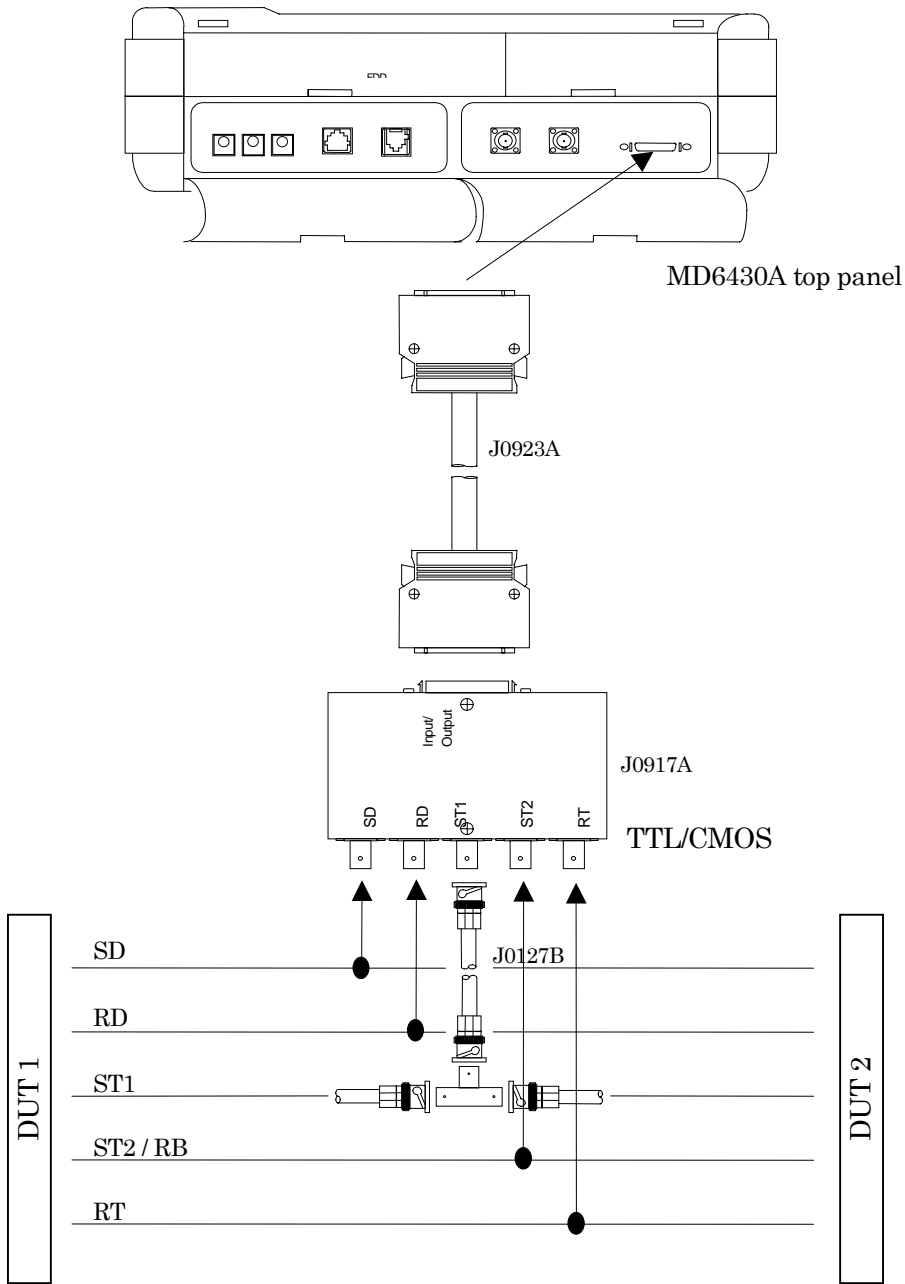 FDD
MD6430A top panel
J0923A
Input/
Output
J0917A
SD
RD
ST1
ST2
RT
TTL/CMOS
J0127B
SD
RD
ST1
ST2 / RB
RT
DUT 1
DUT 2